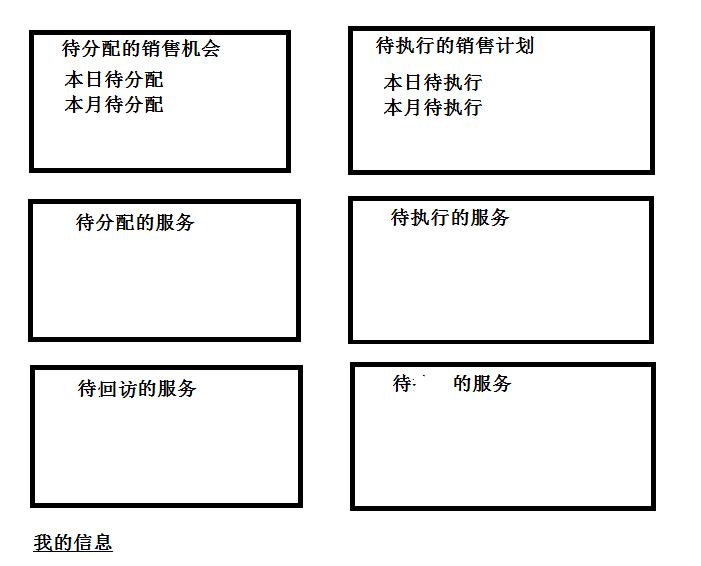 待分配的销售机会
本日待分配
本月待分配
待执行的销售计划
本日待执行
本月待执行
待分配的服务
待执行的服务
待回访的服务
待 的服务
我的信息